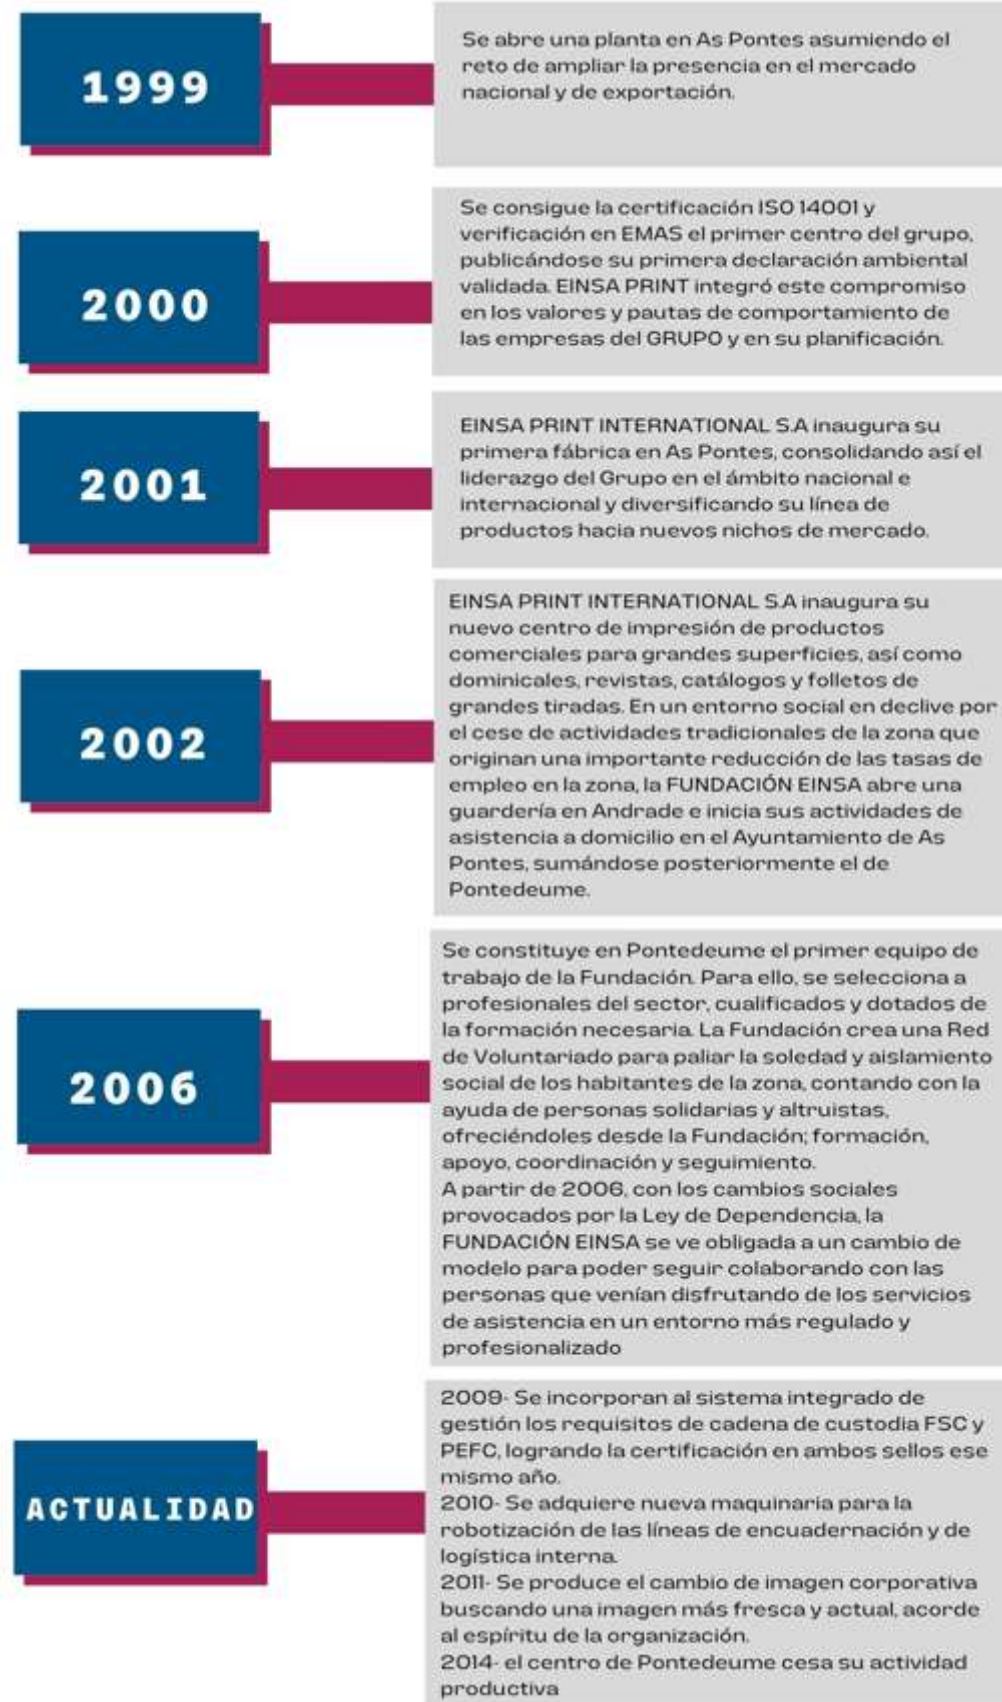 1999
Se abre una planta en As Pontes asumiendo el
reto de ampliar la presencia en el mercado
nacional y de exportación.
2000
Se consigue la certificación ISO 14001 y
verificación en EMAS el primer centro del grupo,
publicándose su primera declaración ambiental
validada. EINSA PRINT integró este compromiso
en los valores y pautas de comportamiento de
las empresas del GRUPO y en su planificación.
2001
EINSA PRINT INTERNATIONAL S.A inaugura su
primera fábrica en As Pontes, consolidando así el
liderazgo del Grupo en el ámbito nacional e
internacional y diversificando su línea de
productos hacia nuevos nichos de mercado.
2002
EINSA PRINT INTERNATIONAL S.A inaugura su
nuevo centro de impresión de productos
comerciales para grandes superficies, así como
dominicales, revistas, catálogos y folletos de
grandes tiradas. En un entorno social en declive por
el cese de actividades tradicionales de la zona que
originan una importante reducción de las tasas de
empleo en la zona, la FUNDACIÓN EINSA abre una
guardería en Andrade e inicia sus actividades de
asistencia a domicilio en el Ayuntamiento de As
Pontes, sumándose posteriormente el de
Pontedeume.
2006
Se constituye en Pontedeume el primer equipo de
trabajo de la Fundación. Para ello, se selecciona a
profesionales del sector, cualificados y dotados de
la formación necesaria. La Fundación crea una Red
de Voluntariado para paliar la soledad y aislamiento
social de los habitantes de la zona, contando con la
ayuda de personas solidarias y altruistas,
ofreciéndoles desde la Fundación; formación,
apoyo, coordinación y seguimiento.
A partir de 2006, con los cambios sociales
provocados por la Ley de Dependencia, la
FUNDACIÓN EINSA se ve obligada a un cambio de
modelo para poder seguir colaborando con las
personas que venían disfrutando de los servicios
de asistencia en un entorno más regulado y
profesionalizado
ACTUALIDAD
2009- Se incorporan al sistema integrado de
gestión los requisitos de cadena de custodia FSC y
PEFC, logrando la certificación en ambos sellos ese
mismo año.
2010- Se adquiere nueva maquinaria para la
robotización de las líneas de encuadernación y de
logística interna.
2011- Se produce el cambio de imagen corporativa
buscando una imagen más fresca y actual, acorde
al espíritu de la organización.
2014- el centro de Pontedeume cesa su actividad
productiva